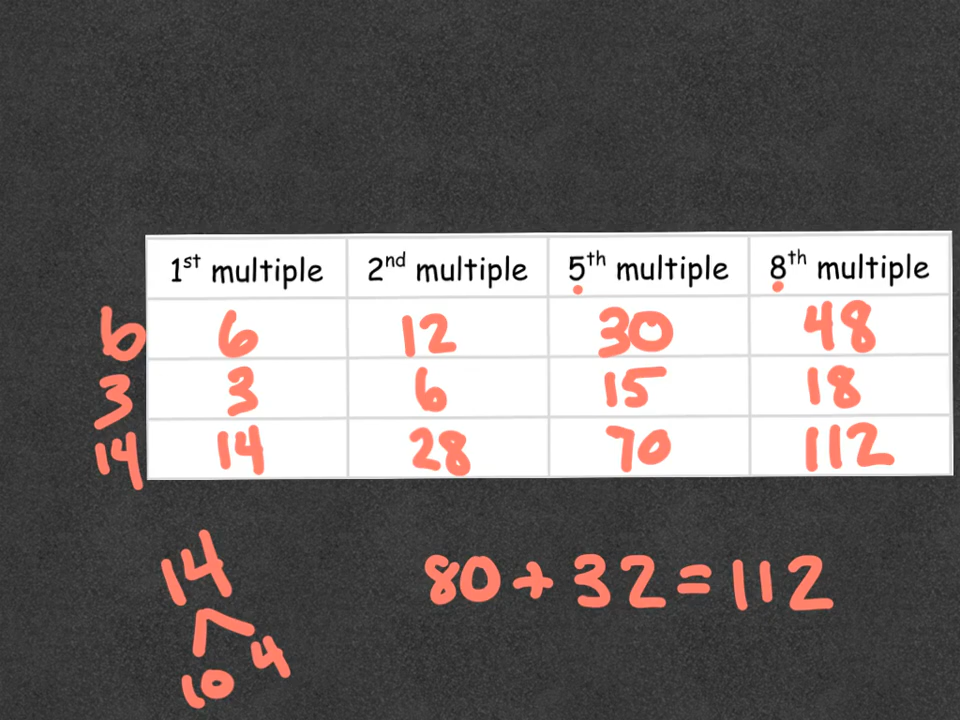 1st multiple 2nd multiple 5th multiple 8th multiple
6 6 12 30 48
3 3 6 15 18
14 14 28 70 112
14
80 + 32 = 112
10 4